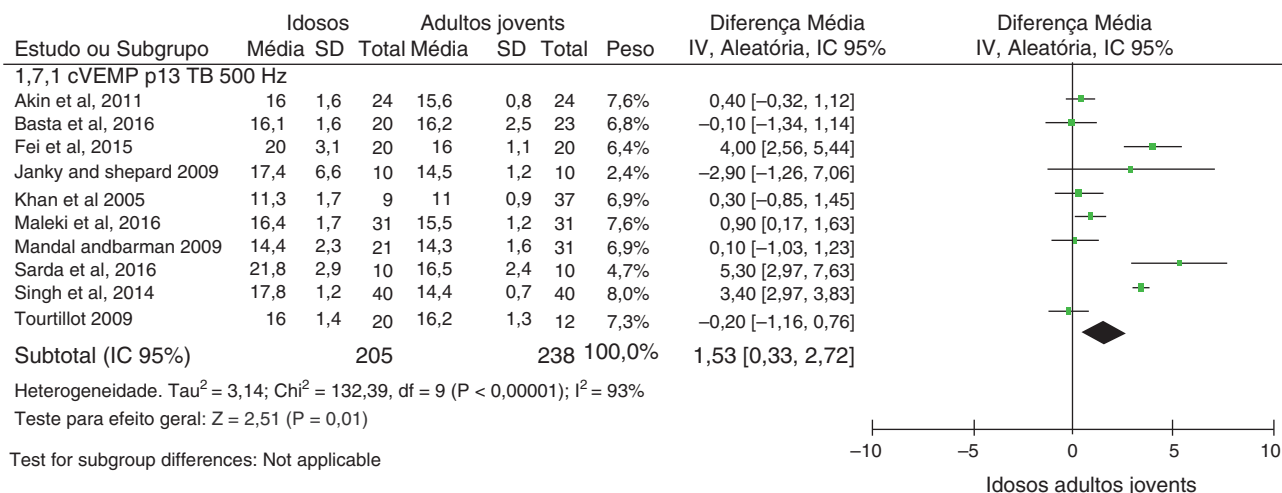 Idosos Adultos jovents Diferença Média Diferença Média
Estudo ou Subgrupo Média SD Total Média SD Total Peso IV, Aleatória, IC 95% IV, Aleatória, IC 95%
1,7,1 cVEMP p13 TB 500 Hz
Akin et al, 2011 16 1,6 24 15,6 0,8 24 7,6% 0,40 [–0,32, 1,12]
Basta et al, 2016 16,1 1,6 20 16,2 2,5 23 6,8% –0,10 [–1,34, 1,14]
Fei et al, 2015 20 3,1 20 16 1,1 20 6,4% 4,00 [2,56, 5,44]
Janky and shepard 2009 17,4 6,6 10 14,5 1,2 10 2,4% –2,90 [–1,26, 7,06]
Khan et al 2005 11,3 1,7 9 11 0,9 37 6,9% 0,30 [–0,85, 1,45]
Maleki et al, 2016 16,4 1,7 31 15,5 1,2 31 7,6% 0,90 [0,17, 1,63]
Mandal andbarman 2009 14,4 2,3 21 14,3 1,6 31 6,9% 0,10 [–1,03, 1,23]
Sarda et al, 2016 21,8 2,9 10 16,5 2,4 10 4,7% 5,30 [2,97, 7,63]
Singh et al, 2014 17,8 1,2 40 14,4 0,7 40 8,0% 3,40 [2,97, 3,83]
Tourtillot 2009 16 1,4 20 16,2 1,3 12 7,3% –0,20 [–1,16, 0,76]
Subtotal (IC 95%) 205 238 100,0% 1,53 [0,33, 2,72]
Heterogeneidade. Tau² = 3,14; Chi² = 132,39, df = 9 (P < 0,00001); I² = 93%
Teste para efeito geral: Z = 2,51 (P = 0,01)
Test for subgroup differences: Not applicable
–10 –5 0 5 10
Idosos adultos jovents